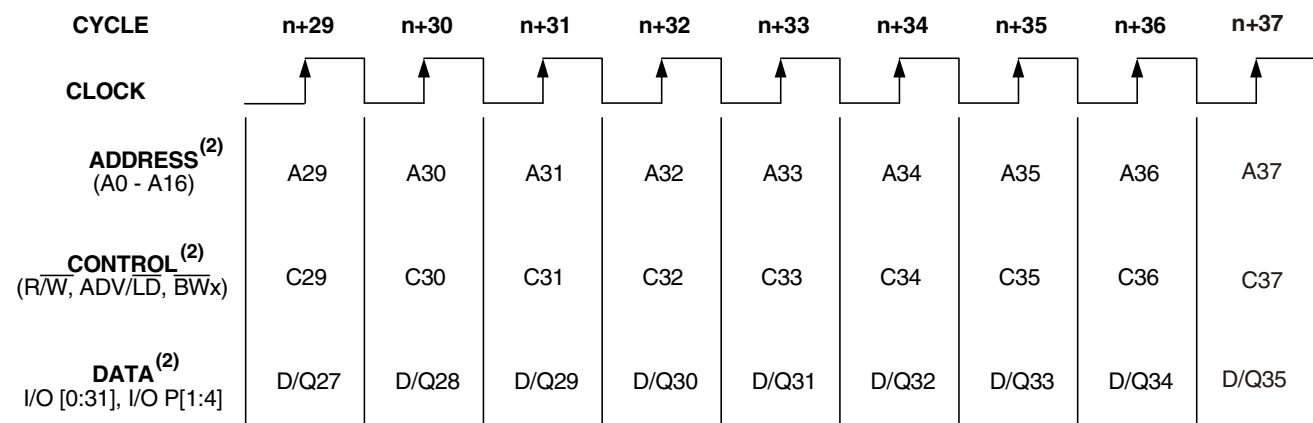 CYCLE n+29 n+30 n+31 n+32 n+33 n+34 n+35 n+36 n+37
CLOCK
ADDRESS(2) A29 A30 A31 A32 A33 A34 A35 A36 A37
(A0 - A16)
CONTROL(2) C29 C30 C31 C32 C33 C34 C35 C36 C37
(R/W̅, ADV/L̅D̅, B̅W̅x)
DATA(2) D/Q27 D/Q28 D/Q29 D/Q30 D/Q31 D/Q32 D/Q33 D/Q34 D/Q35
I/O [0:31], I/O P[1:4]